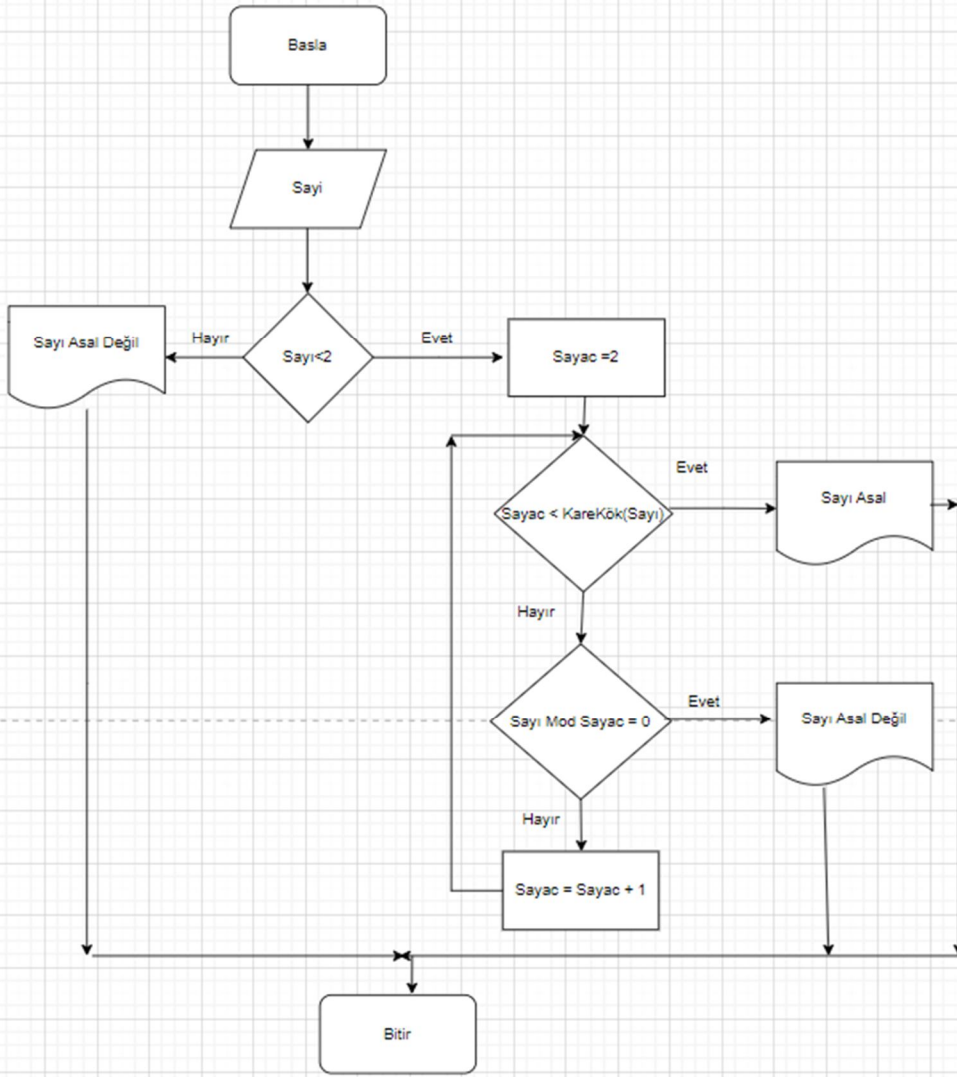 Basla
Sayi
Sayı Asal Değil
Hayır
Sayı<2
Evet
Sayac =2
Sayac < KareKök(Sayı)
Evet
Sayı Asal
Hayır
Sayı Mod Sayac = 0
Evet
Sayı Asal Değil
Hayır
Sayac = Sayac + 1
Bitir